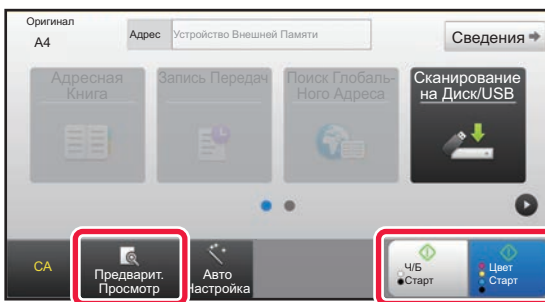 Оригинал
A4
Адрес
Устройство Внешней Памяти
Сведения
Адресная
Книга
Запись Передач
Поиск Глобаль-
Ного Адреса
Сканирование
на Диск/USB
CA
Предварит.
Просмотр
Авто
Настройка
Ч/Б
Старт
Цвет
Старт